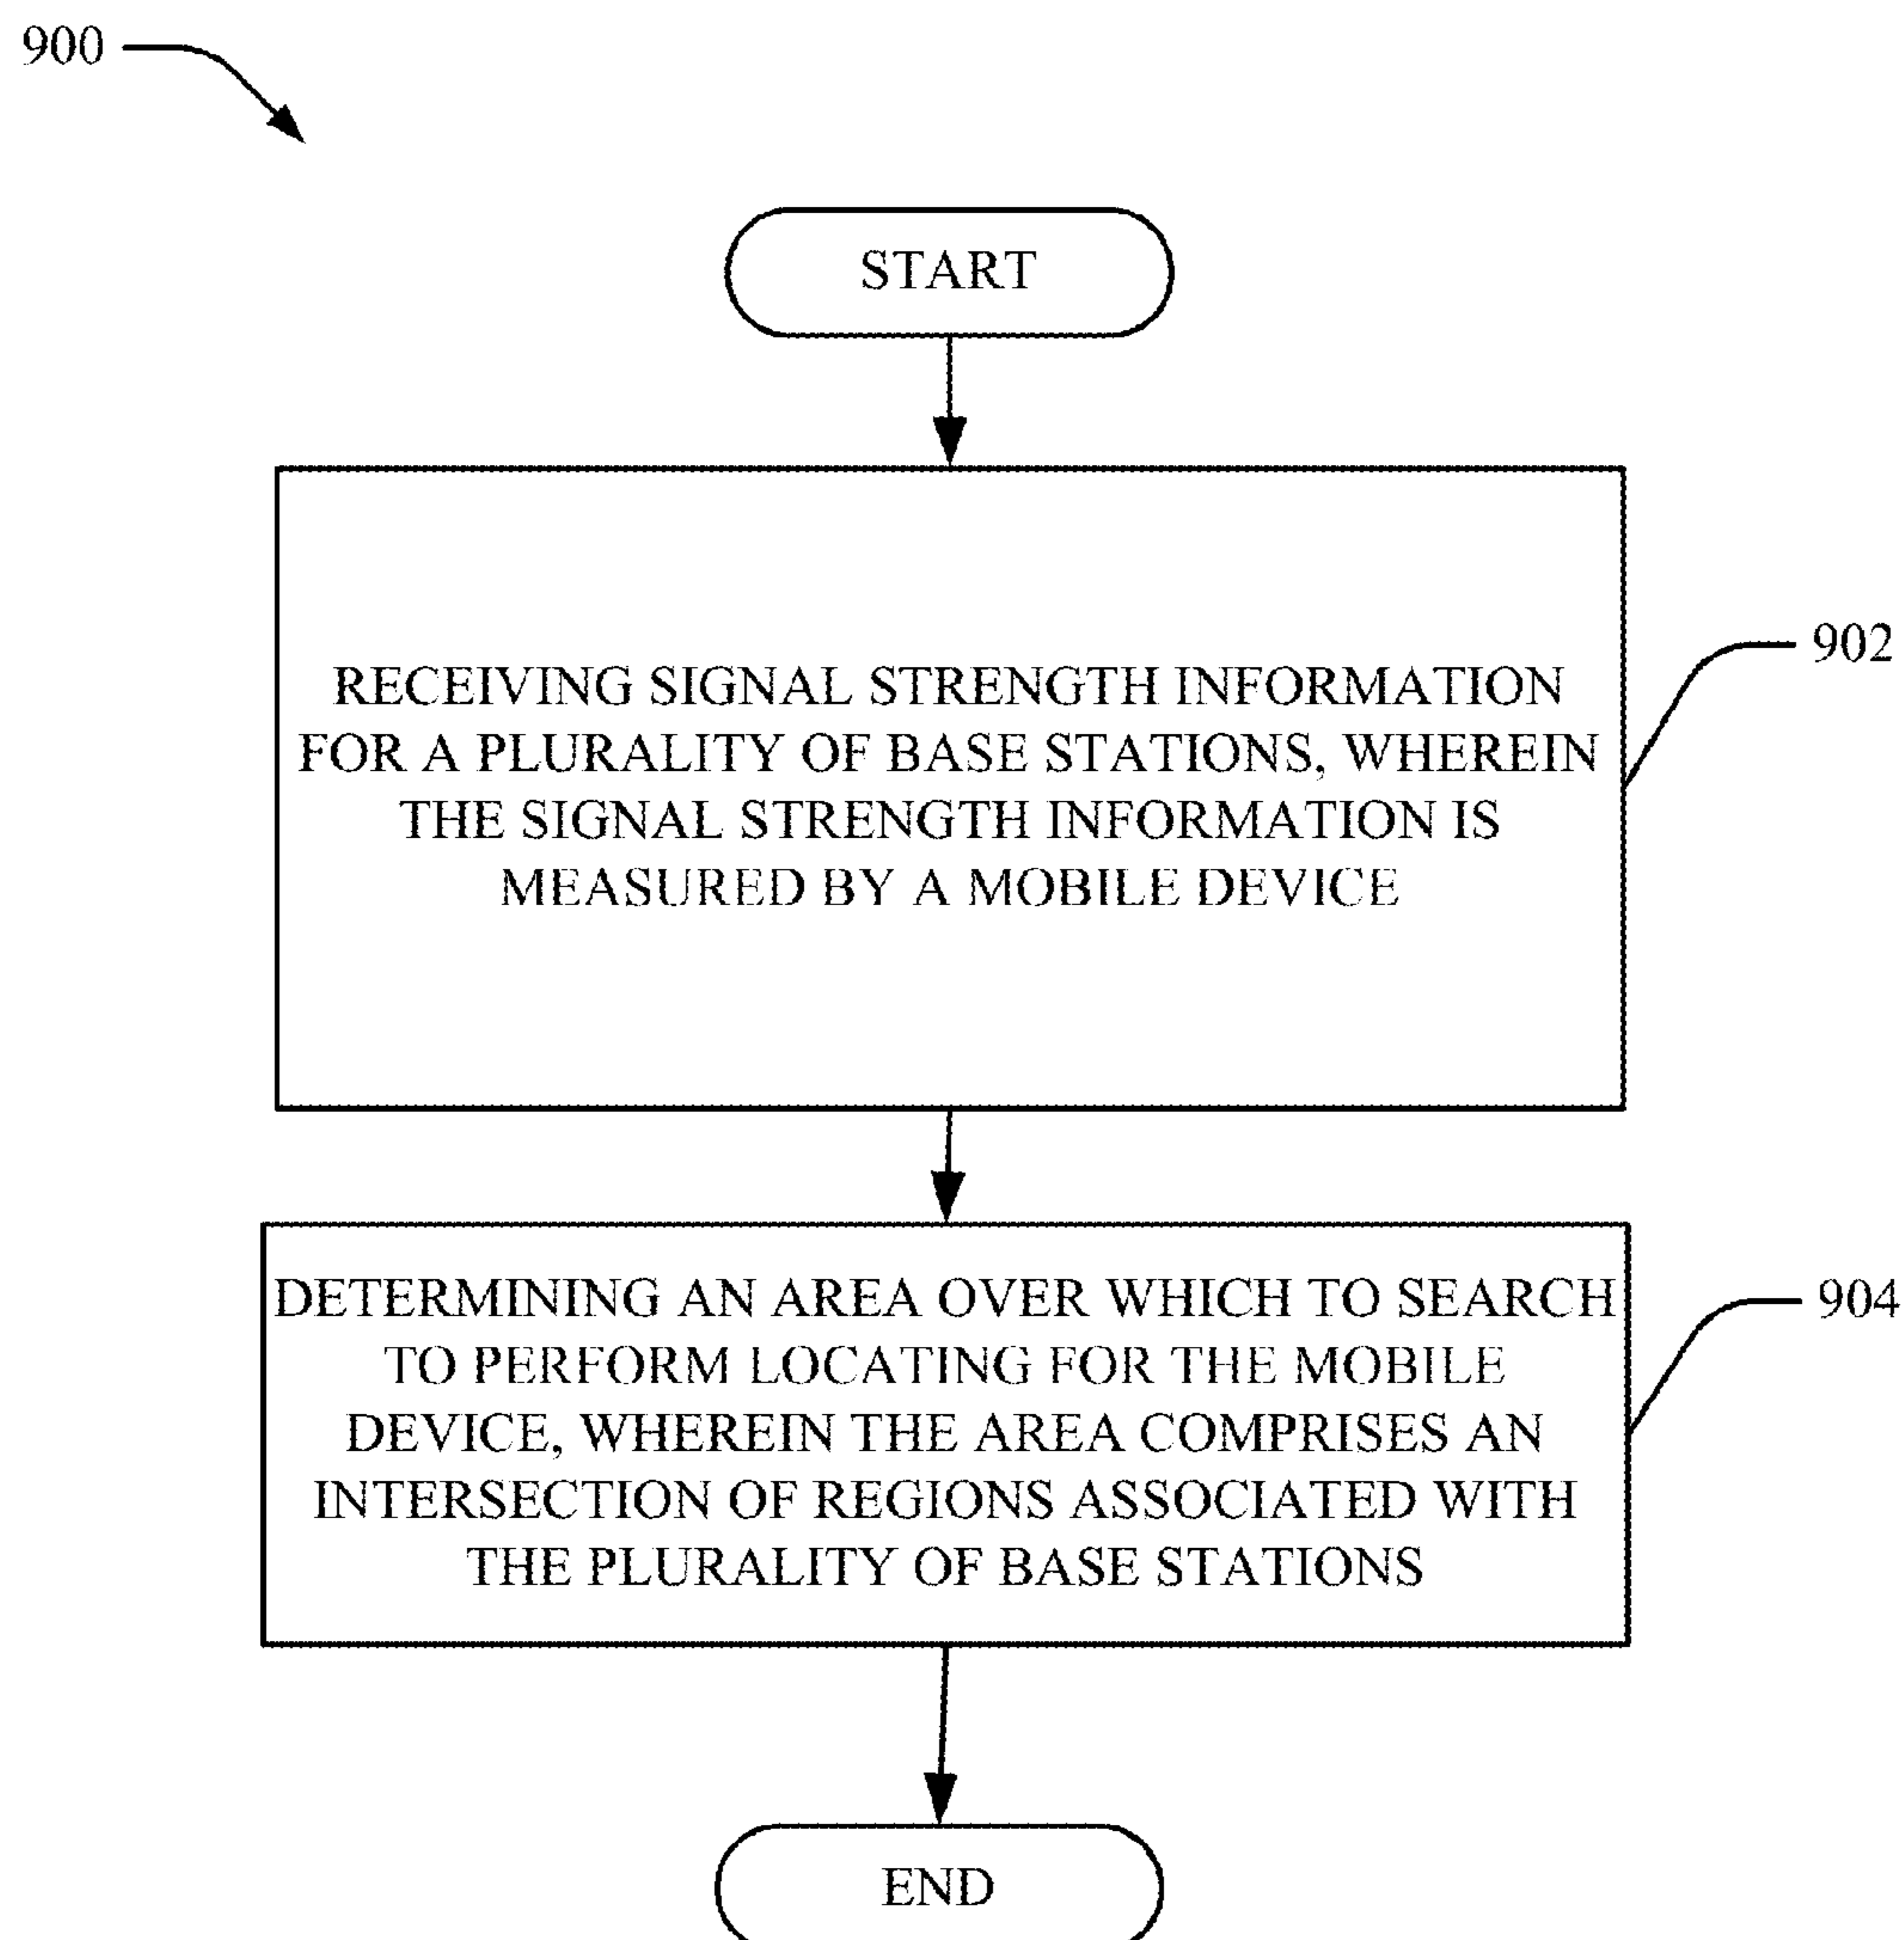 900
START
RECEIVING SIGNAL STRENGTH INFORMATION
FOR A PLURALITY OF BASE STATIONS, WHEREIN
THE SIGNAL STRENGTH INFORMATION IS
MEASURED BY A MOBILE DEVICE
902
DETERMINING AN AREA OVER WHICH TO SEARCH
TO PERFORM LOCATING FOR THE MOBILE
DEVICE, WHEREIN THE AREA COMPRISES AN
INTERSECTION OF REGIONS ASSOCIATED WITH
THE PLURALITY OF BASE STATIONS
904
END